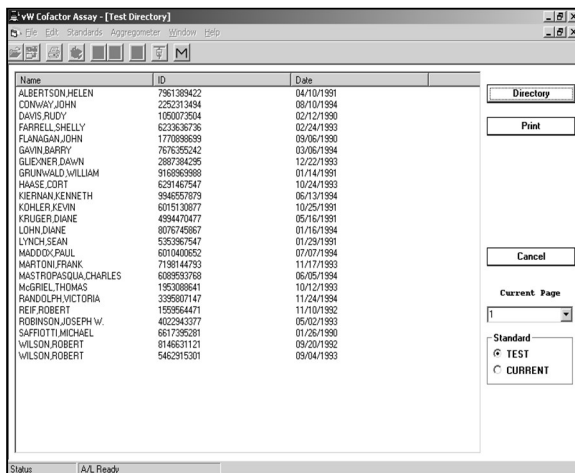 vW Cofactor Assay - [Test Directory]
File Edit Standards Aggregometer Window Help
M
Name ID Date
ALBERTSON,HELEN 7961389422 04/10/1991
CONWAY,JOHN 2252313494 08/10/1994
DAVIS,RUDY 1050073504 02/12/1990
FARRELL,SHELLY 6233636736 02/24/1993
FLANAGAN,JOHN 1770898699 09/06/1990
GAVIN,BARRY 7676355242 03/06/1994
GLIEXNER,DAWN 2887384295 12/22/1993
GRUNWALD,WILLIAM 9168969988 01/14/1991
HAASE,CORT 6291467547 10/24/1993
KIERNAN,KENNETH 9946557879 06/13/1994
KOHLER,KEVIN 6015130877 10/25/1991
KRUGER,DIANE 4994470477 05/16/1991
LOHN,DIANE 8076745867 01/16/1994
LYNCH,SEAN 5353967547 01/29/1991
MADDOX,PAUL 6010400652 07/07/1994
MARTONI,FRANK 7198144793 11/17/1993
MASTROPASQUA,CHARLES 6089593768 06/05/1994
McGRIEL,THOMAS 1953088641 10/12/1993
RANDOLPH,VICTORIA 3395807147 11/24/1994
REIF,ROBERT 1559564471 11/10/1992
ROBINSON,JOSEPH W. 4022943377 05/02/1993
SAFFIOTTI,MICHAEL 6617395281 01/26/1990
WILSON,ROBERT 8146631121 09/20/1992
WILSON,ROBERT 5462915301 09/04/1993
Directory
Print
Cancel
Current Page
1
Standard
TEST
CURRENT
Status A/L Ready